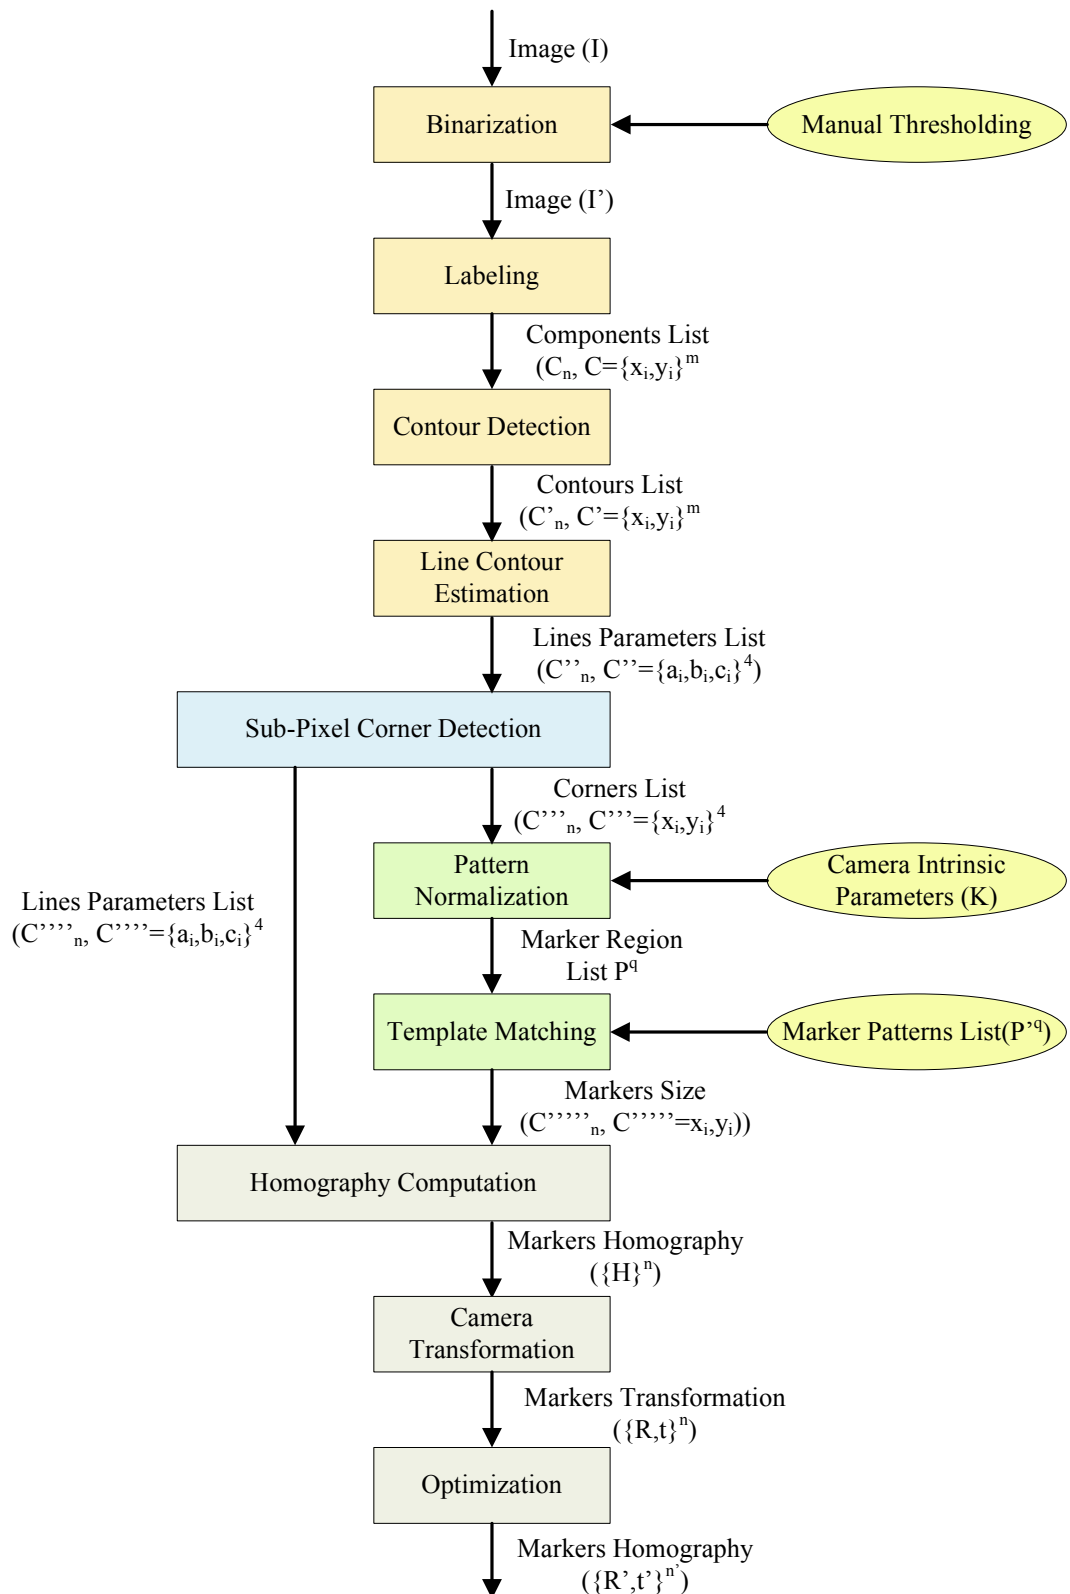 Image (I)
Binarization
Manual Thresholding
Image (I’)
Labeling
Components List
(Cₙ, C={xᵢ,yᵢ}ᵐ
Contour Detection
Contours List
(C’ₙ, C’={xᵢ,yᵢ}ᵐ
Line Contour
Estimation
Lines Parameters List
(C’’ₙ, C’’={aᵢ,bᵢ,cᵢ}⁴)
Sub-Pixel Corner Detection
Corners List
(C’’’ₙ, C’’’={xᵢ,yᵢ}⁴
Pattern
Normalization
Camera Intrinsic
Parameters (K)
Lines Parameters List
(C’’’’ₙ, C’’’’={aᵢ,bᵢ,cᵢ}⁴
Marker Region
List P^q
Template Matching
Marker Patterns List(P’^q)
Markers Size
(C’’’’’ₙ, C’’’’’=xᵢ,yᵢ))
Homography Computation
Markers Homography
({H}ⁿ)
Camera
Transformation
Markers Transformation
({R,t}ⁿ)
Optimization
Markers Homography
({R’,t’}ⁿ’)